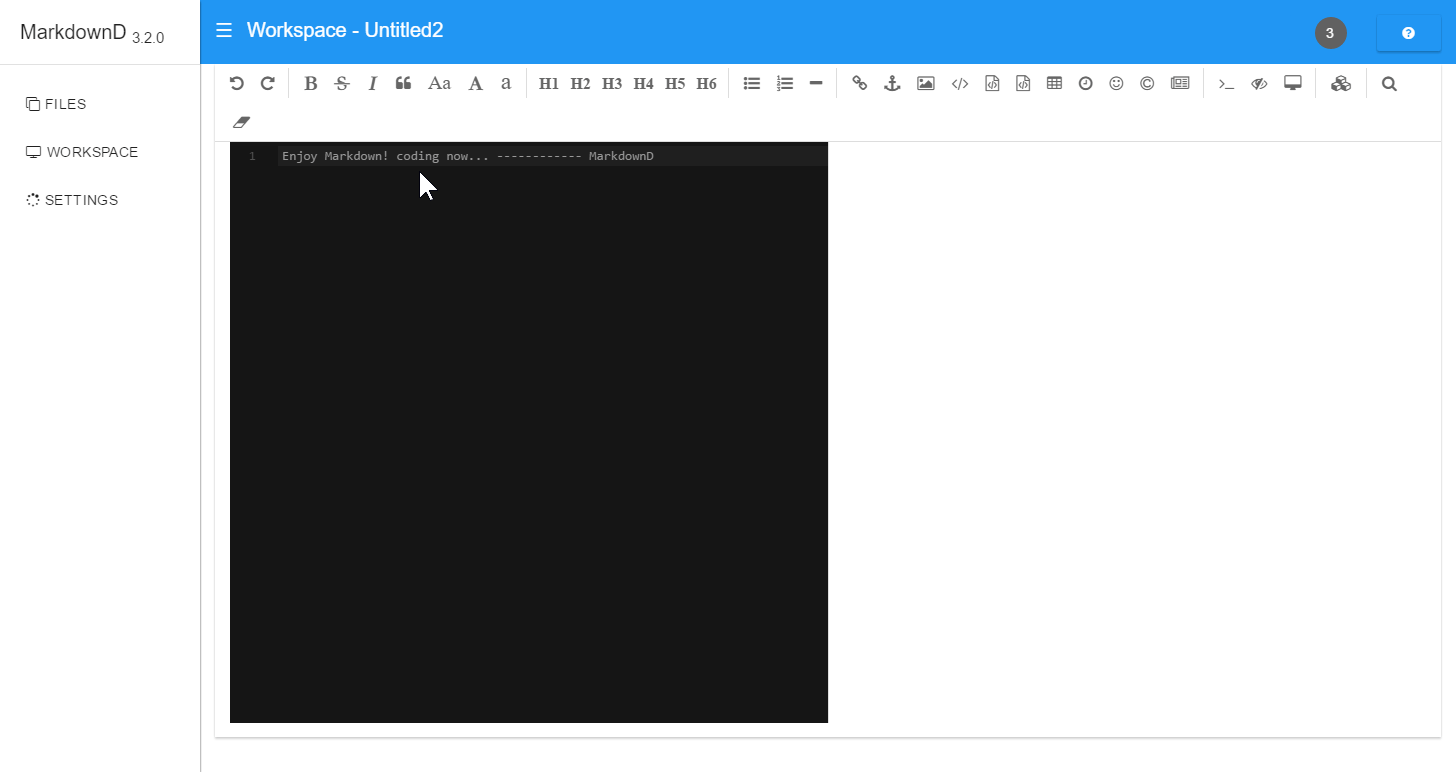 MarkdownD 3.2.0
Workspace - Untitled2
3
?
FILES
WORKSPACE
SETTINGS
B S I Aa A a H1 H2 H3 H4 H5 H6
1 Enjoy Markdown! coding now... ------------ MarkdownD